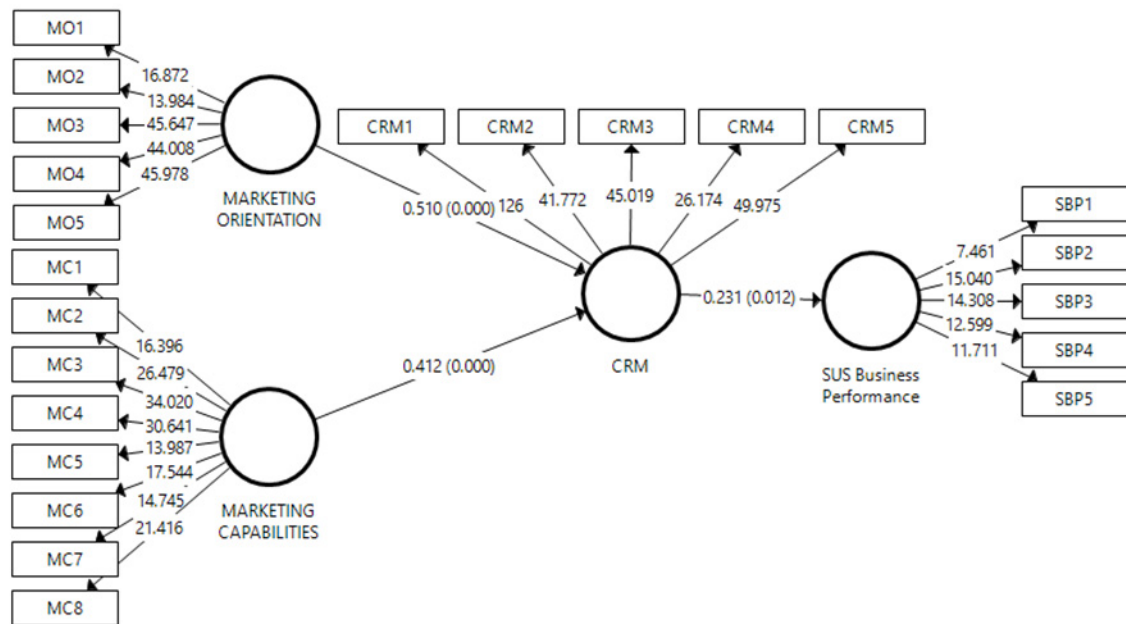 MO1
MO2
MO3
MO4
MO5
16.872
13.984
45.647
44.008
45.978
MARKETING
ORIENTATION
MC1
MC2
MC3
MC4
MC5
MC6
MC7
MC8
16.396
26.479
34.020
30.641
13.987
17.544
14.745
21.416
MARKETING
CAPABILITIES
0.510 (0.000)
0.412 (0.000)
CRM1
CRM2
CRM3
CRM4
CRM5
126
41.772
45.019
26.174
49.975
CRM
0.231 (0.012)
SUS Business
Performance
7.461
15.040
14.308
12.599
11.711
SBP1
SBP2
SBP3
SBP4
SBP5